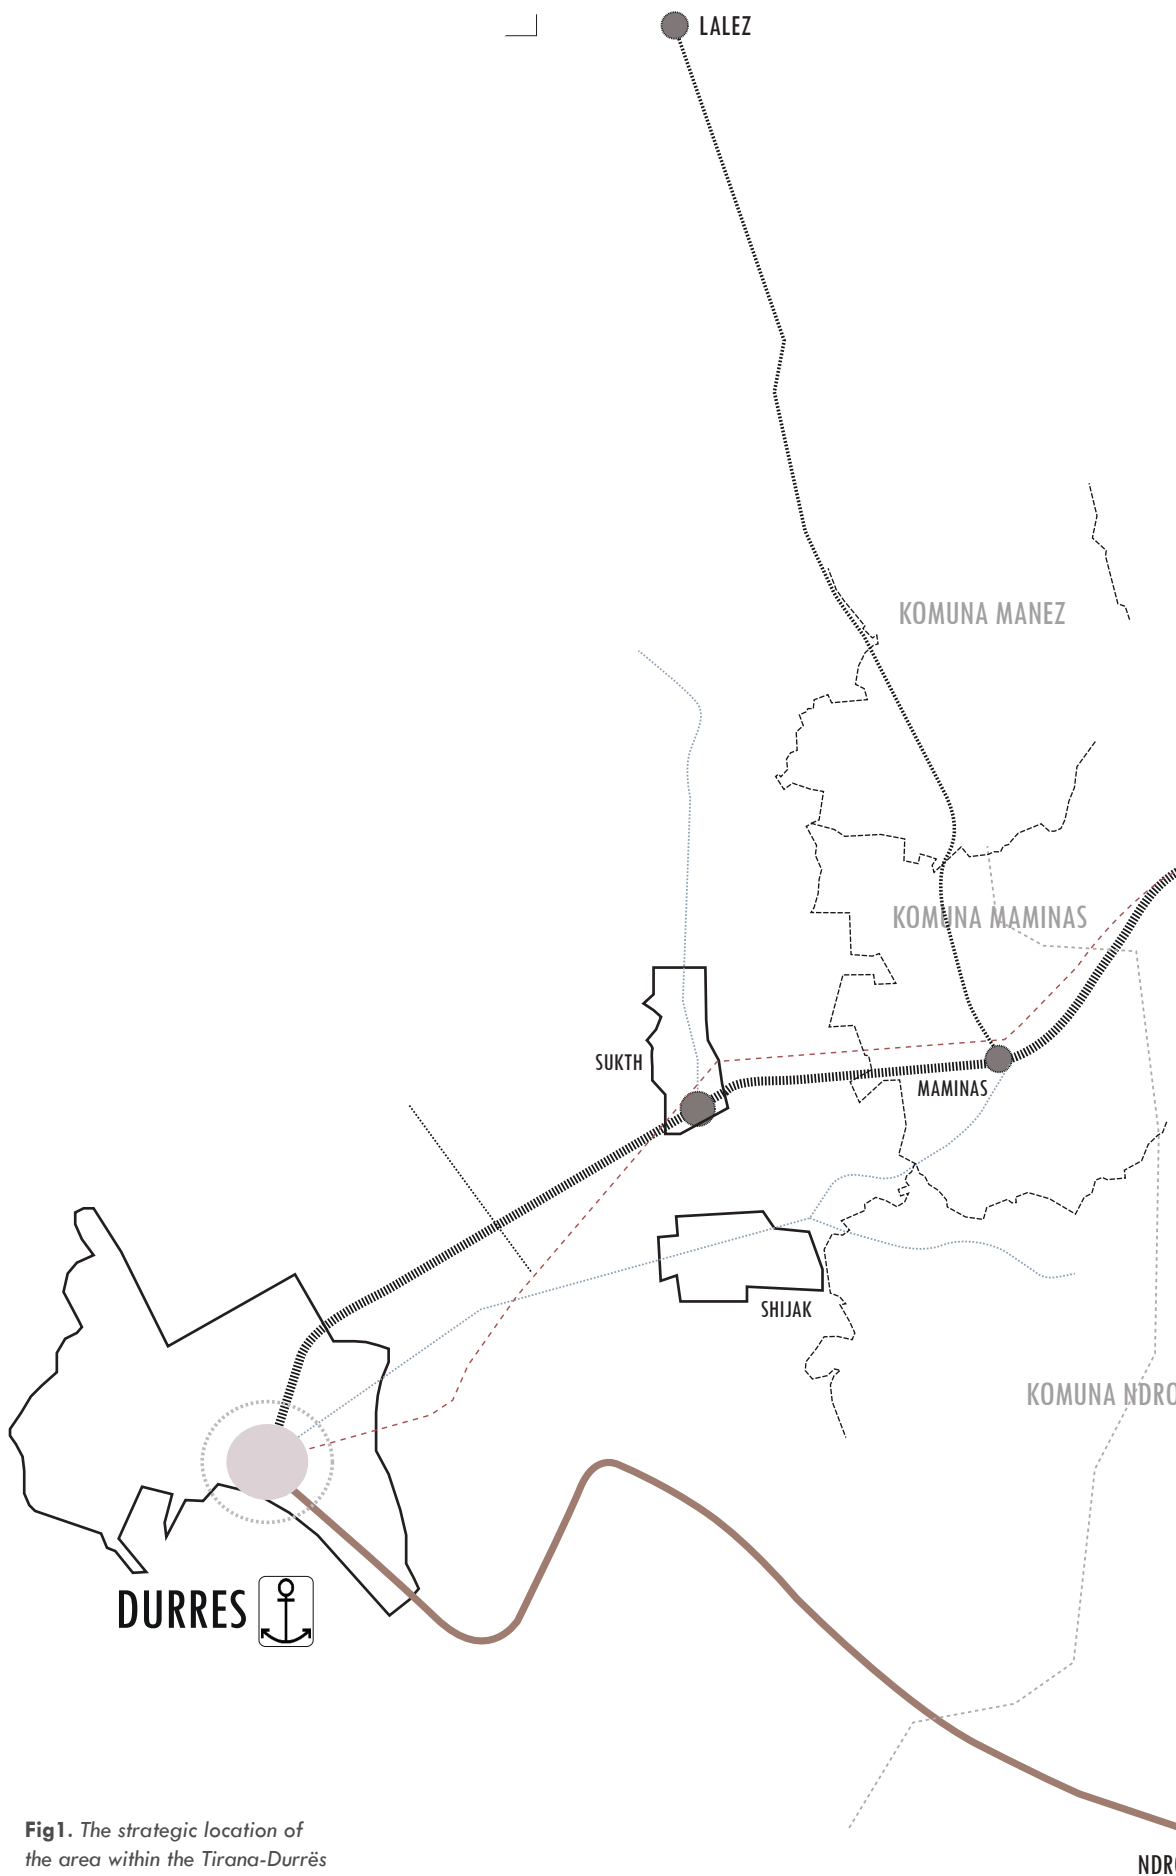 LALEZ
KOMUNA MANEZ
KOMUNA MAMINAS
SUKTH
MAMINAS
SHIJAK
KOMUNA NDRO
DURRES
Fig1. The strategic location of
the area within the Tirana-Durrës
NDRO